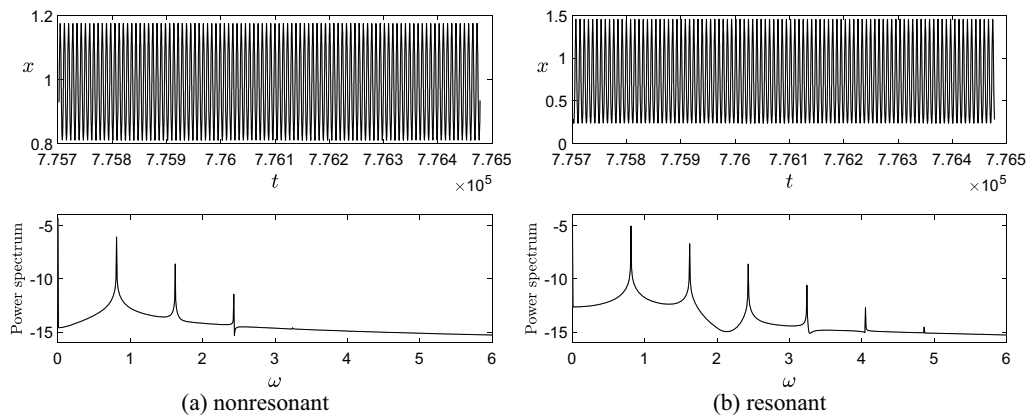 1.2
x
1
0.8
7.757 7.758 7.759 7.76 7.761 7.762 7.763 7.764 7.765
t
×10^5
1.5
x
1
0.5
0
7.757 7.758 7.759 7.76 7.761 7.762 7.763 7.764 7.765
t
×10^5
Power spectrum
-5
-10
-15
0 1 2 3 4 5 6
ω
(a) nonresonant
Power spectrum
-5
-10
-15
0 1 2 3 4 5 6
ω
(b) resonant